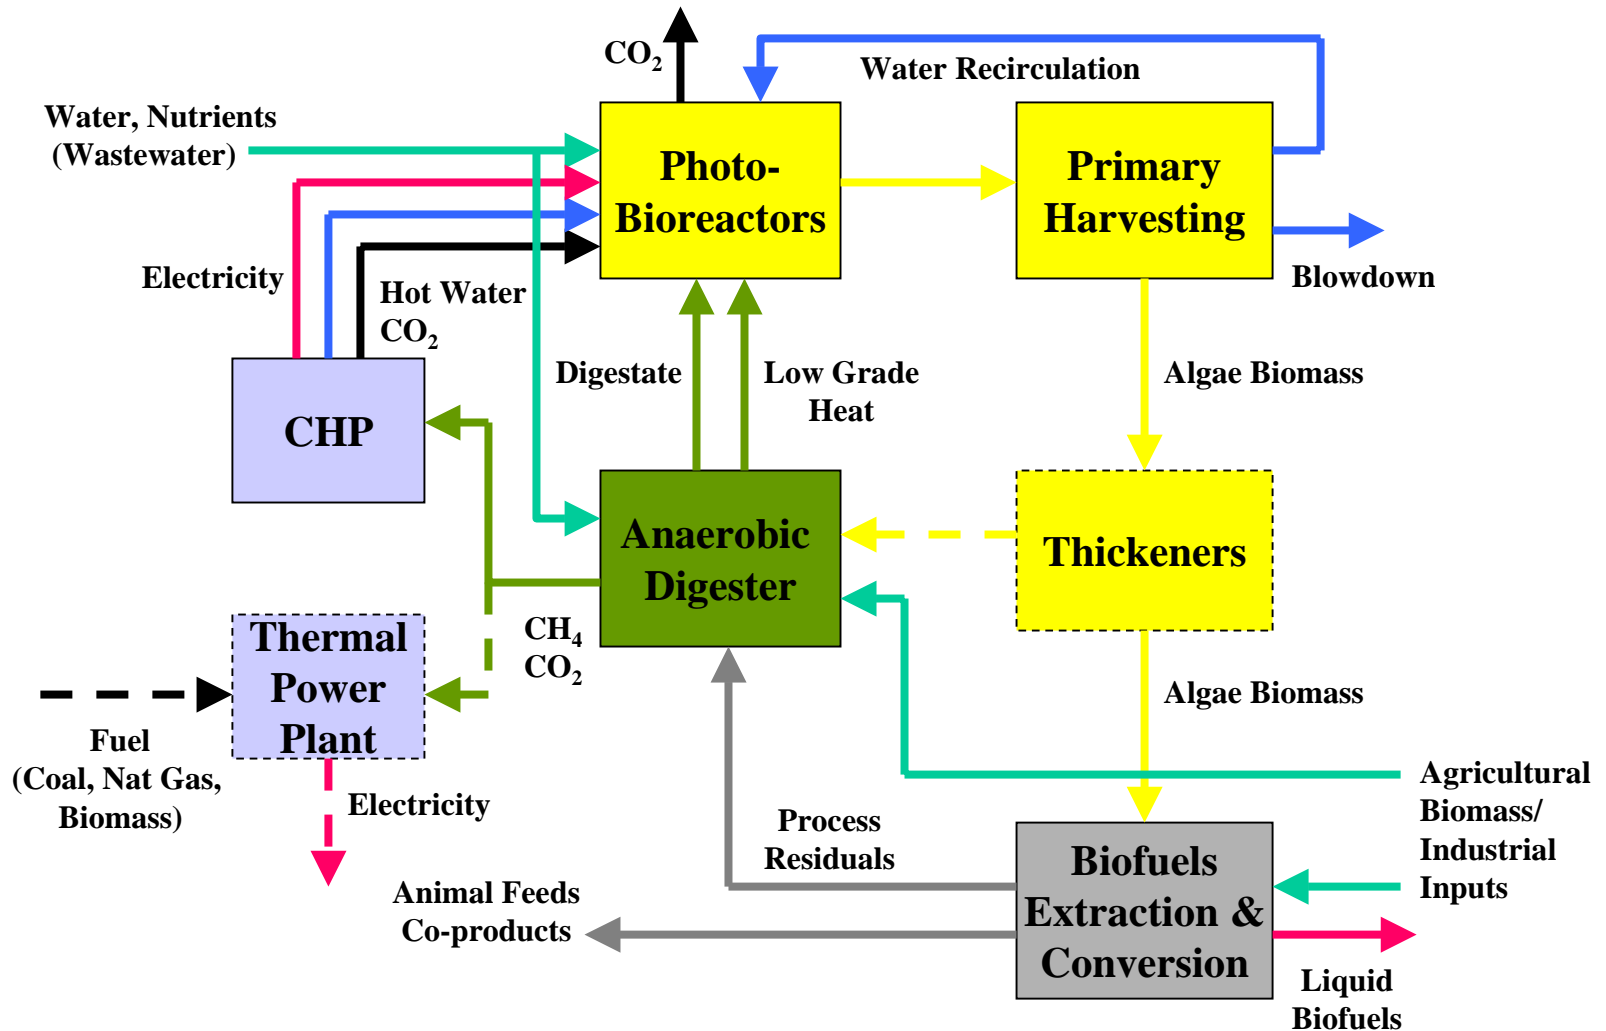 CO₂
Water Recirculation
Water, Nutrients
(Wastewater)
Photo-
Bioreactors
Primary
Harvesting
Electricity
Hot Water
CO₂
Blowdown
Digestate
Low Grade
Heat
Algae Biomass
CHP
Anaerobic
Digester
Thickeners
Thermal
Power
Plant
CH₄
CO₂
Algae Biomass
Fuel
(Coal, Nat Gas,
Biomass)
Electricity
Process
Residuals
Agricultural
Biomass/
Industrial
Inputs
Animal Feeds
Co-products
Biofuels
Extraction &
Conversion
Liquid
Biofuels